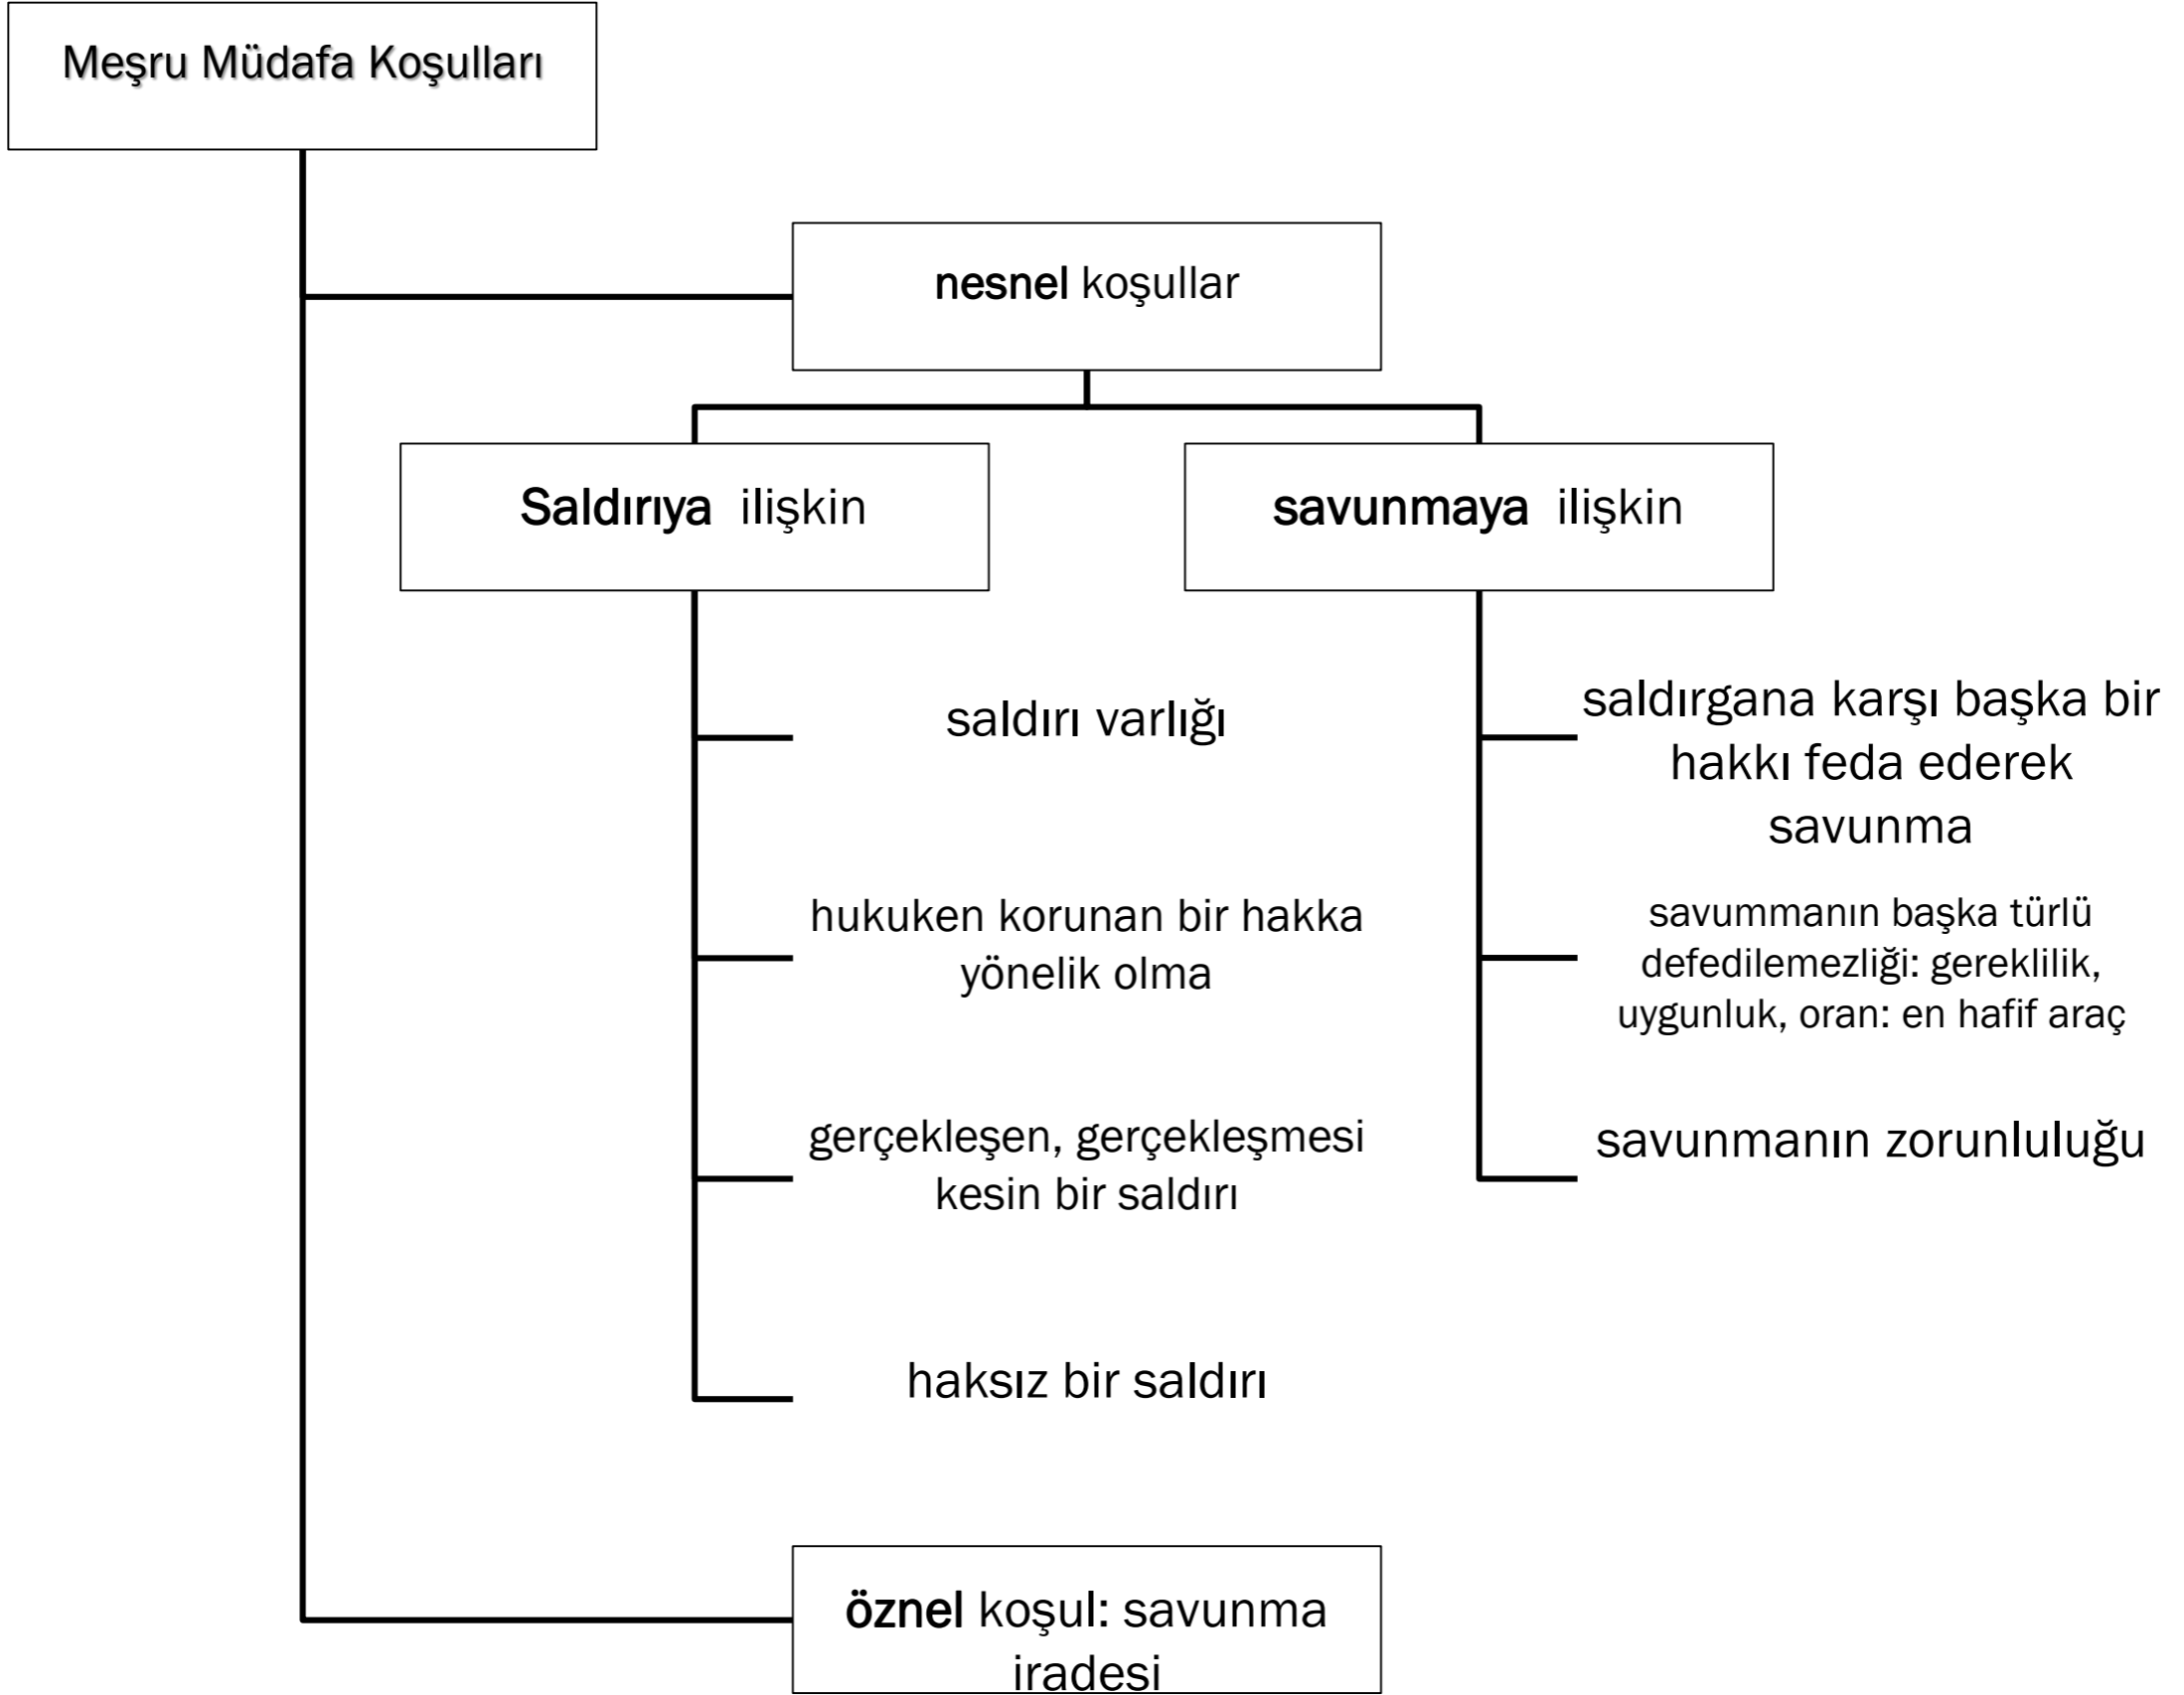 Meşru Müdafa Koşulları
nesnel koşullar
Saldırıya ilişkin
saldırı varlığı
hukuken korunan bir hakka
yönelik olma
gerçekleşen, gerçekleşmesi
kesin bir saldırı
haksız bir saldırı
savunmaya ilişkin
saldırgana karşı başka bir
hakkı feda ederek
savunma
savummanın başka türlü
defedilemezliği: gereklilik,
uygunluk, oran: en hafif araç
savunmanın zorunluluğu
öznel koşul: savunma
iradesi